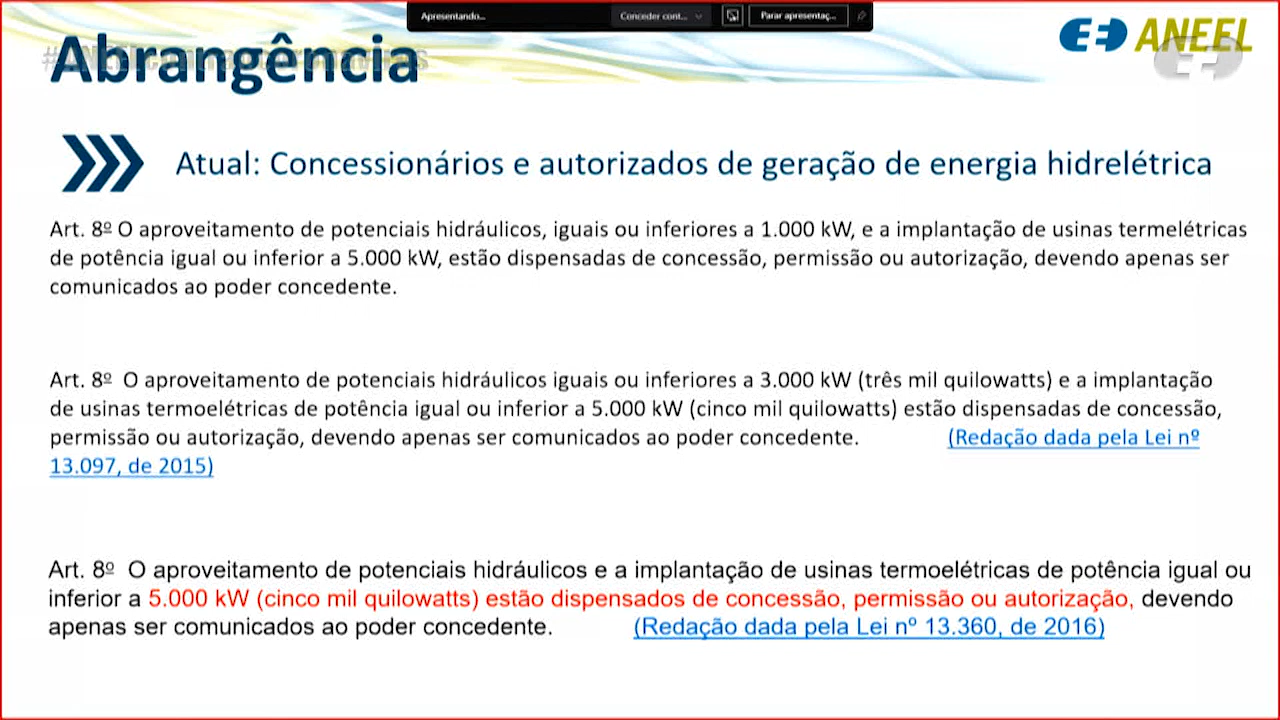 Apresentando...
Conceder cont...
Parar apresentaç...
ANEEL
Abrangência
Atual: Concessionários e autorizados de geração de energia hidrelétrica
Art. 8º O aproveitamento de potenciais hidráulicos, iguais ou inferiores a 1.000 kW, e a implantação de usinas termelétricas
de potência igual ou inferior a 5.000 kW, estão dispensadas de concessão, permissão ou autorização, devendo apenas ser
comunicados ao poder concedente.
Art. 8º O aproveitamento de potenciais hidráulicos iguais ou inferiores a 3.000 kW (três mil quilowatts) e a implantação
de usinas termoelétricas de potência igual ou inferior a 5.000 kW (cinco mil quilowatts) estão dispensadas de concessão,
permissão ou autorização, devendo apenas ser comunicados ao poder concedente. (Redação dada pela Lei nº
13.097, de 2015)
Art. 8º O aproveitamento de potenciais hidráulicos e a implantação de usinas termoelétricas de potência igual ou
inferior a 5.000 kW (cinco mil quilowatts) estão dispensados de concessão, permissão ou autorização, devendo
apenas ser comunicados ao poder concedente. (Redação dada pela Lei nº 13.360, de 2016)